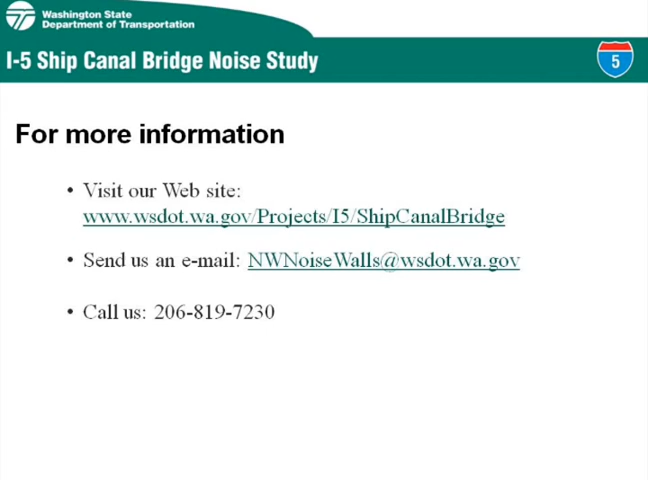 Washington State
Department of Transportation
I-5 Ship Canal Bridge Noise Study
5
For more information
• Visit our Web site:
www.wsdot.wa.gov/Projects/I5/ShipCanalBridge
• Send us an e-mail: NWNoiseWalls@wsdot.wa.gov
• Call us: 206-819-7230